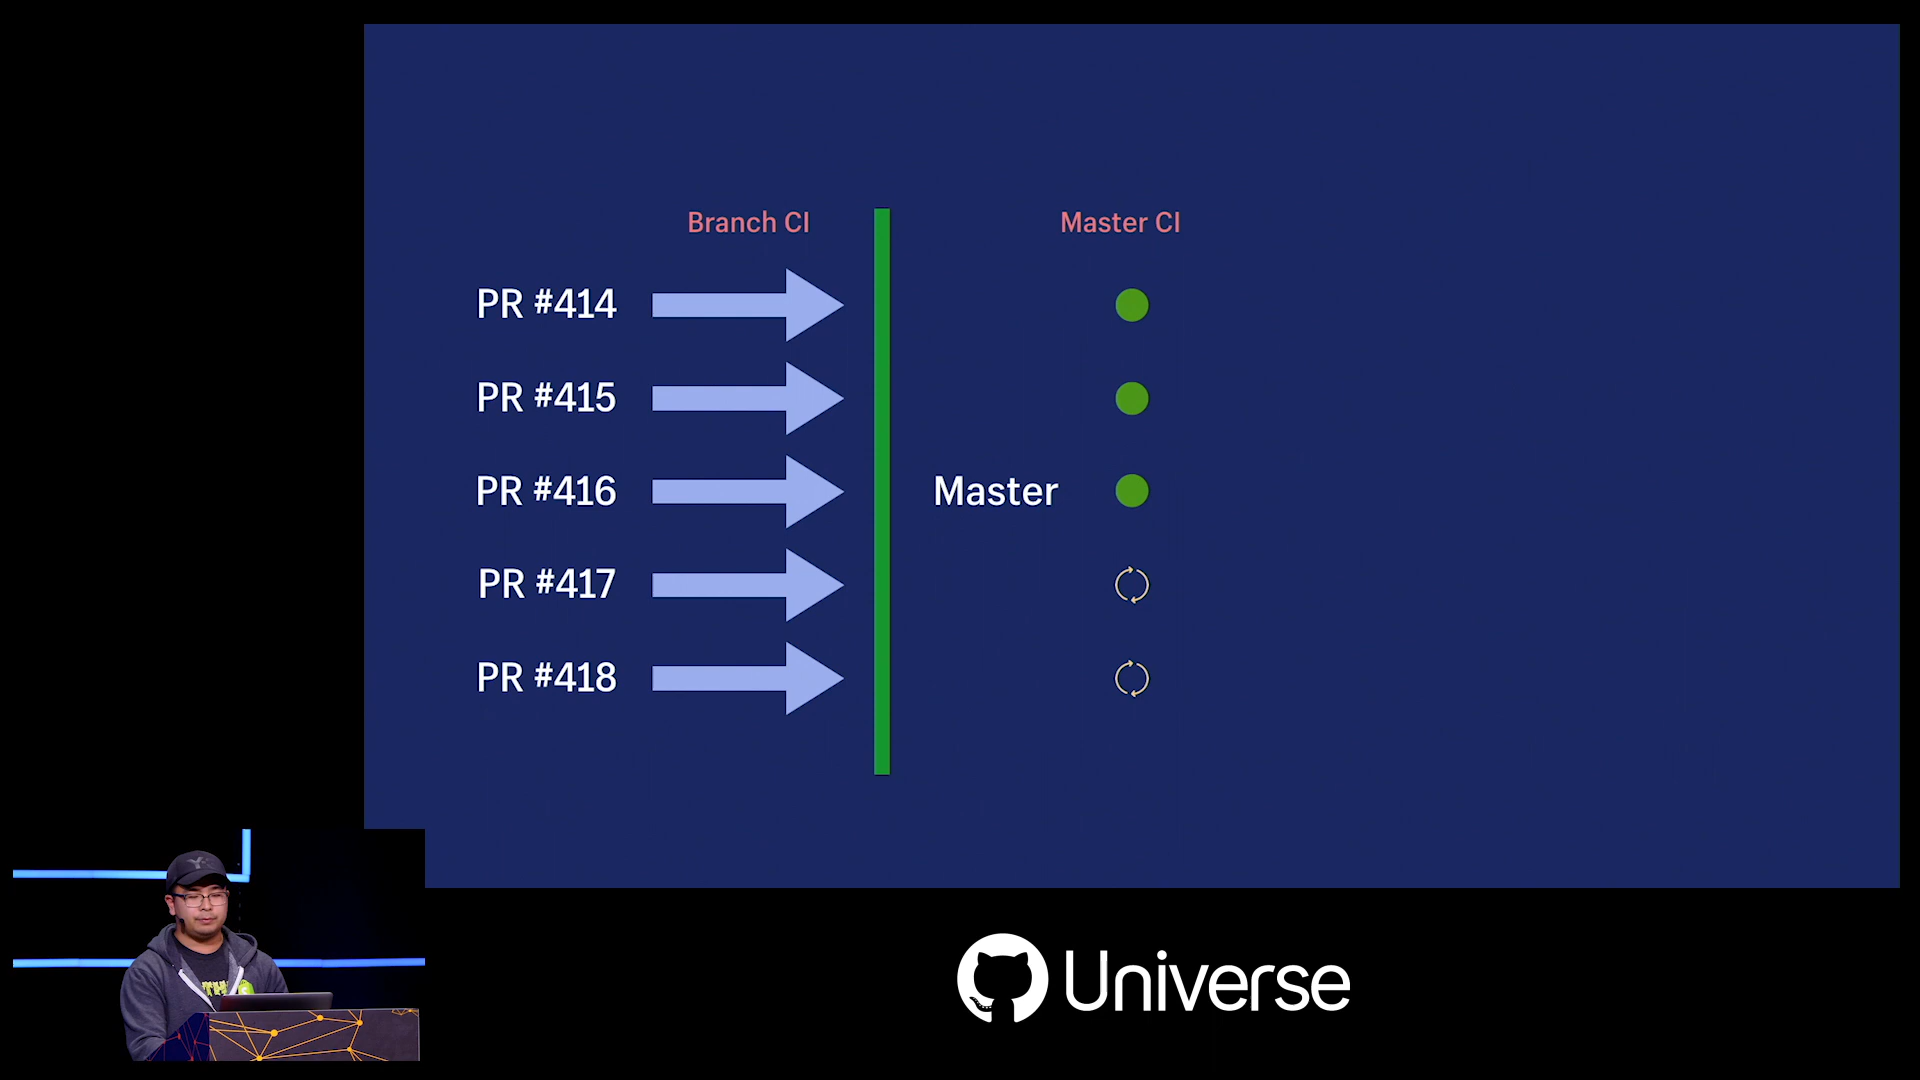 Branch CI
Master CI
PR #414
PR #415
PR #416
Master
PR #417
PR #418
Universe